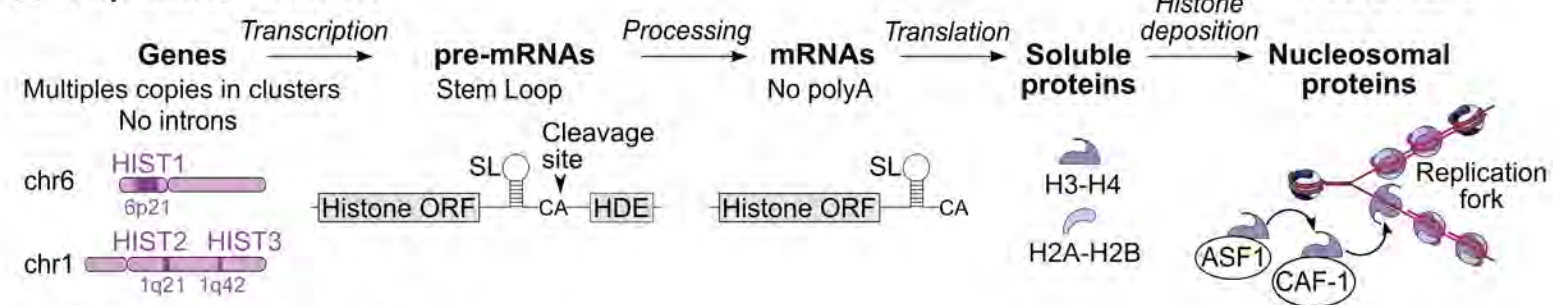 Transcription
Processing
Translation
Histone
deposition
Genes
pre-mRNAs
mRNAs
Soluble
proteins
Nucleosomal
proteins
Multiples copies in clusters
No introns
Stem Loop
No polyA
chr6
HIST1
6p21
chr1
HIST2
HIST3
1q21
1q42
Cleavage
site
SL
Histone ORF
CA
HDE
SL
Histone ORF
CA
H3-H4
H2A-H2B
Replication
fork
ASF1
CAF-1